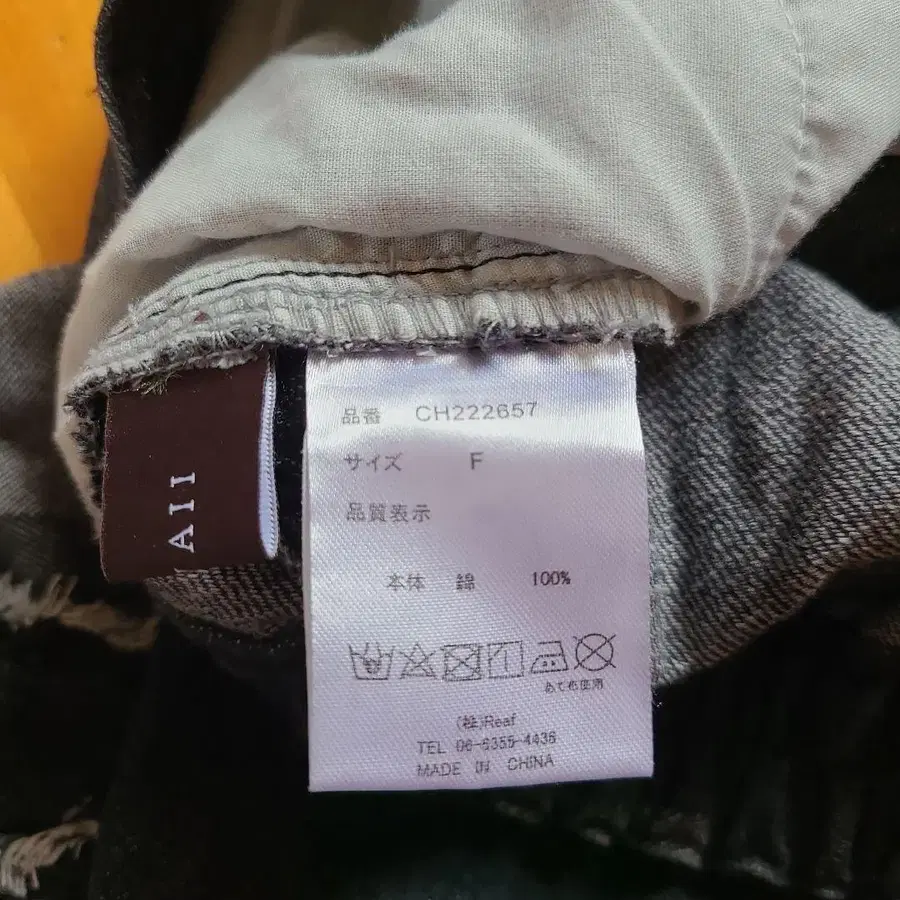 品番 CH222657
サイズ F
品質表示
本体 綿 100%
あて布使用
(株)Reaf
TEL 06-6355-4436
MADE IN CHINA
AII